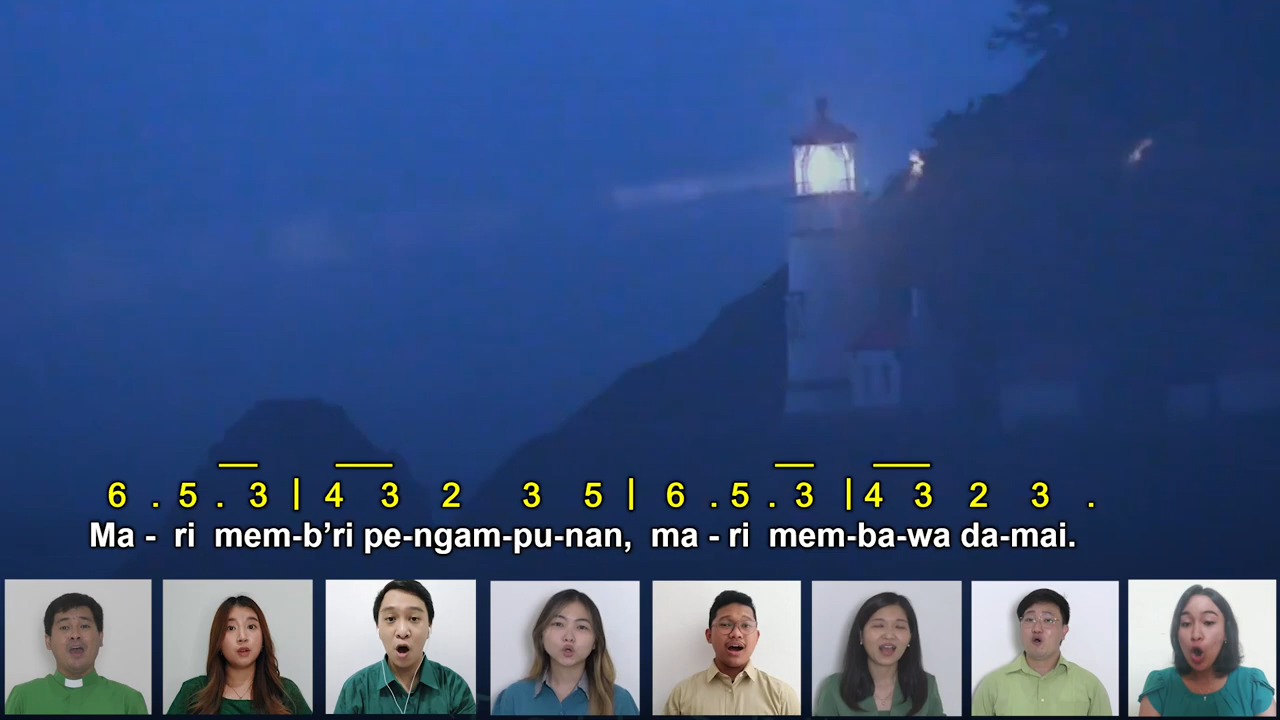 6 . 5 . 3 | 4 3 2 3 5 | 6 . 5 . 3 | 4 3 2 3 .
Ma - ri mem-b’ri pe-ngam-pu-nan, ma - ri mem-ba-wa da-mai.